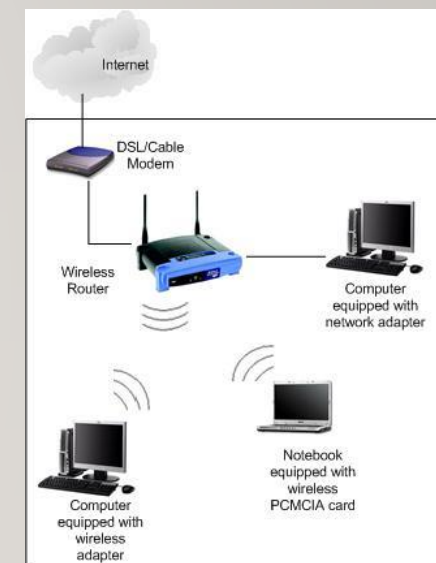 Internet
DSL/Cable
Modem
Wireless
Router
Computer
equipped with
network adapter
Notebook
equipped with
wireless
PCMCIA card
Computer
equipped with
wireless
adapter